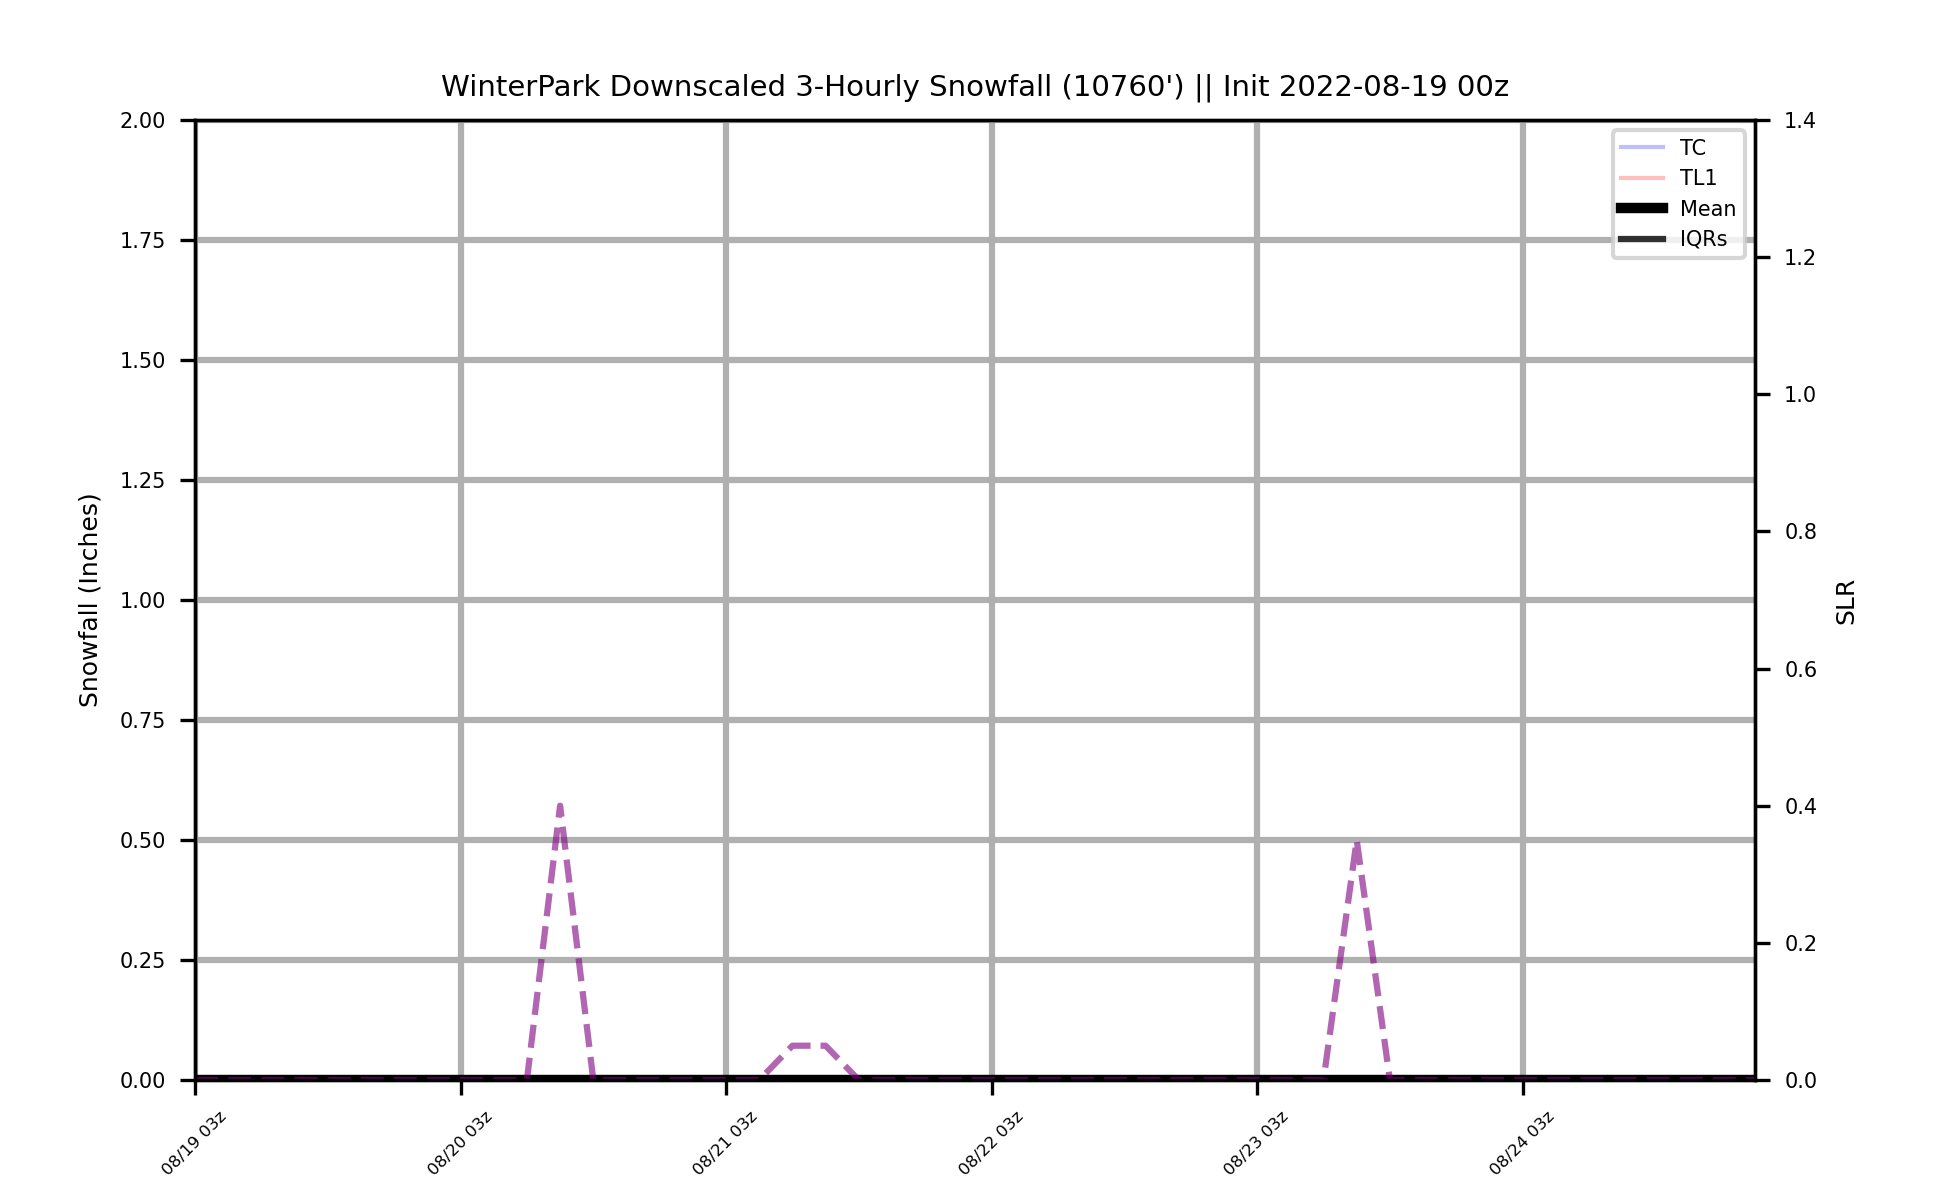 WinterPark Downscaled 3-Hourly Snowfall (10760') || Init 2022-08-19 00z
2.00
1.75
1.50
1.25
1.00
0.75
0.50
0.25
0.00
Snowfall (Inches)
TC
TL1
Mean
IQRs
1.4
1.2
1.0
0.8
0.6
0.4
0.2
0.0
SLR
08/19 03z
08/20 03z
08/21 03z
08/22 03z
08/23 03z
08/24 03z